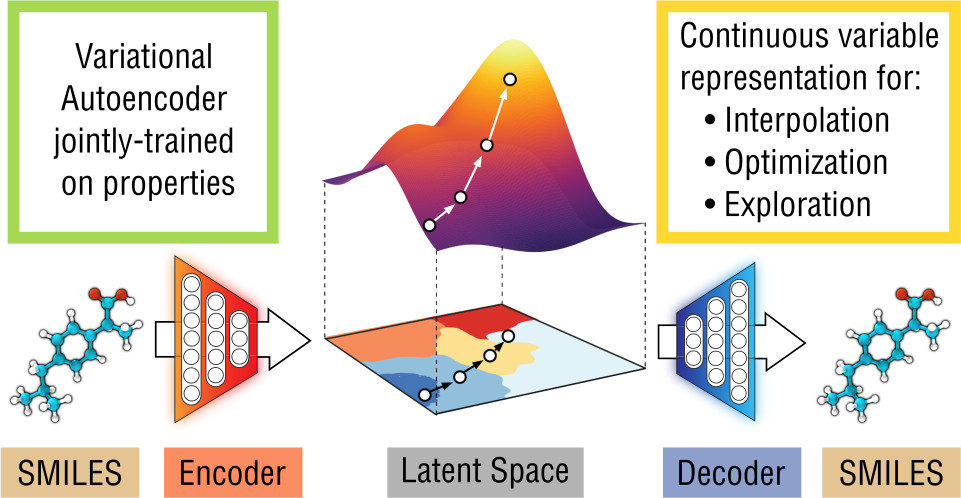 Variational
Autoencoder
jointly-trained
on properties
Continuous variable
representation for:
• Interpolation
• Optimization
• Exploration
SMILES
Encoder
Latent Space
Decoder
SMILES